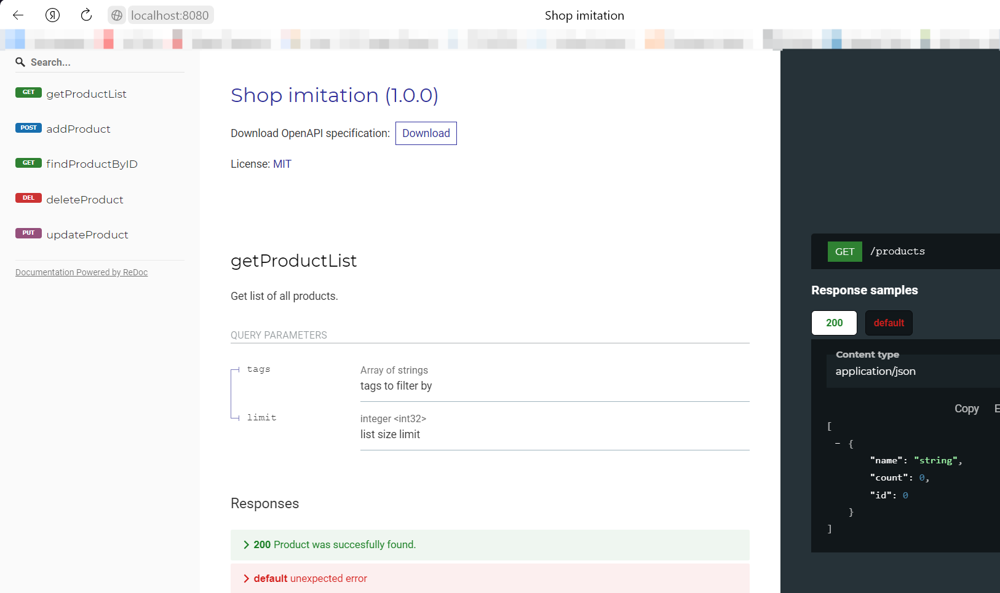 Я localhost:8080 Shop imitation
Search...
GET getProductList
POST addProduct
GET findProductByID
DEL deleteProduct
PUT updateProduct
Documentation Powered by ReDoc
Shop imitation (1.0.0)
Download OpenAPI specification: Download
License: MIT
getProductList
Get list of all products.
QUERY PARAMETERS
tags
Array of strings
tags to filter by
limit
integer <int32>
list size limit
Responses
200 Product was succesfully found.
default unexpected error
GET /products
Response samples
200 default
Content type
application/json
Copy
[
- {
"name": "string",
"count": 0,
"id": 0
}
]